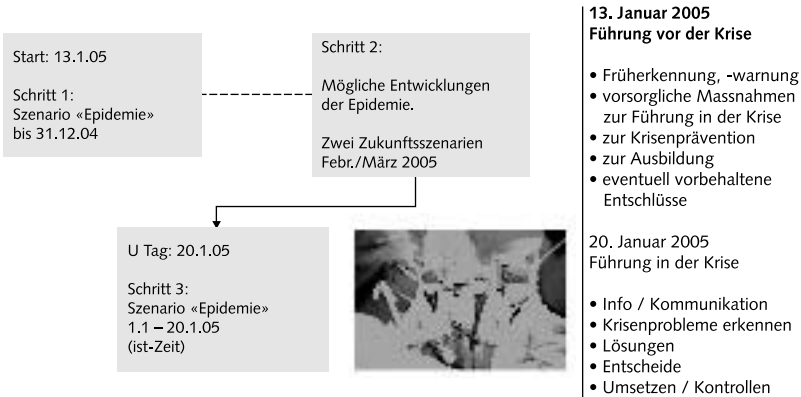 Start: 13.1.05
Schritt 1:
Szenario «Epidemie»
bis 31.12.04
Schritt 2:
Mögliche Entwicklungen
der Epidemie.
Zwei Zukunftsszenarien
Febr./März 2005
U Tag: 20.1.05
Schritt 3:
Szenario «Epidemie»
1.1 – 20.1.05
(ist-Zeit)
13. Januar 2005
Führung vor der Krise
• Früherkennung, -warnung
• vorsorgliche Massnahmen
zur Führung in der Krise
• zur Krisenprävention
• zur Ausbildung
• eventuell vorbehaltene
Entschlüsse
20. Januar 2005
Führung in der Krise
• Info / Kommunikation
• Krisenprobleme erkennen
• Lösungen
• Entscheide
• Umsetzen / Kontrollen